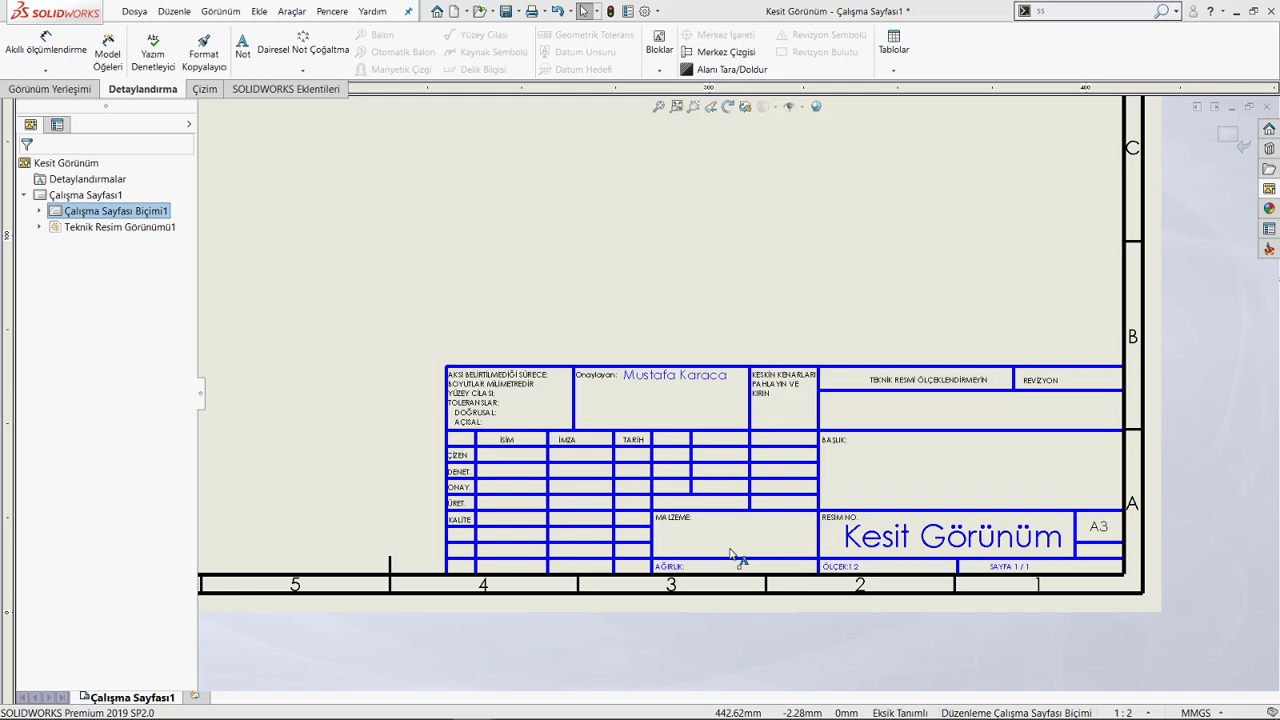 SOLIDWORKS
Dosya Düzenle Görünüm Ekle Araçlar Pencere Yardım
Kesit Görünüm - Çalışma Sayfası1 *
ss
Akıllı ölçümlendirme
Model Öğeleri
Yazım Denetleyici
Format Kopyalayıcı
Not
Dairesel Not Çoğaltma
Balon
Otomatik Balon
Manyetik Çizgi
Yüzey Cilası
Kaynak Sembolü
Delik Bilgisi
Geometrik Tolerans
Datum Unsuru
Datum Hedefi
Bloklar
Merkez İşareti
Merkez Çizgisi
Alanı Tara/Doldur
Revizyon Sembolü
Revizyon Bulutu
Tablolar
Görünüm Yerleşimi Detaylandırma Çizim SOLIDWORKS Eklentileri
300 400
Kesit Görünüm
Detaylandırmalar
Çalışma Sayfası1
Çalışma Sayfası Biçimi1
Teknik Resim Görünümü1
C
B
A
AKSİ BELİRTİLMEDİĞİ SÜRECE:
BOYUTLAR MİLİMETREDİR
YÜZEY CİLASI:
TOLERANSLAR:
DOĞRUSAL:
AÇISAL:
Onaylayan: Mustafa Karaca
KESKİN KENARLARI
PAHLAYIN VE
KIRIN
TEKNİK RESMİ ÖLÇEKLENDİRMEYİN REVİZYON
İSİM İMZA TARİH
BAŞLIK:
ÇİZEN
DENET.
ONAY.
ÜRET.
KALİTE
MALZEME:
AĞIRLIK:
RESİM NO.
Kesit Görünüm
A3
ÖLÇEK:1:2 SAYFA 1 / 1
5 4 3 2 1
Çalışma Sayfası1
SOLIDWORKS Premium 2019 SP2.0 442.62mm -2.28mm 0mm Eksik Tanımlı Düzenleme Çalışma Sayfası Biçimi 1 : 2 MMGS